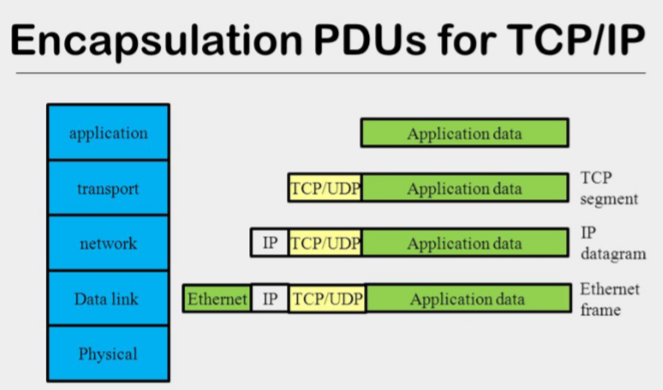 Encapsulation PDUs for TCP/IP
application Application data
transport TCP/UDP Application data TCP
segment
network IP TCP/UDP Application data IP
datagram
Data link Ethernet IP TCP/UDP Application data Ethernet
frame
Physical